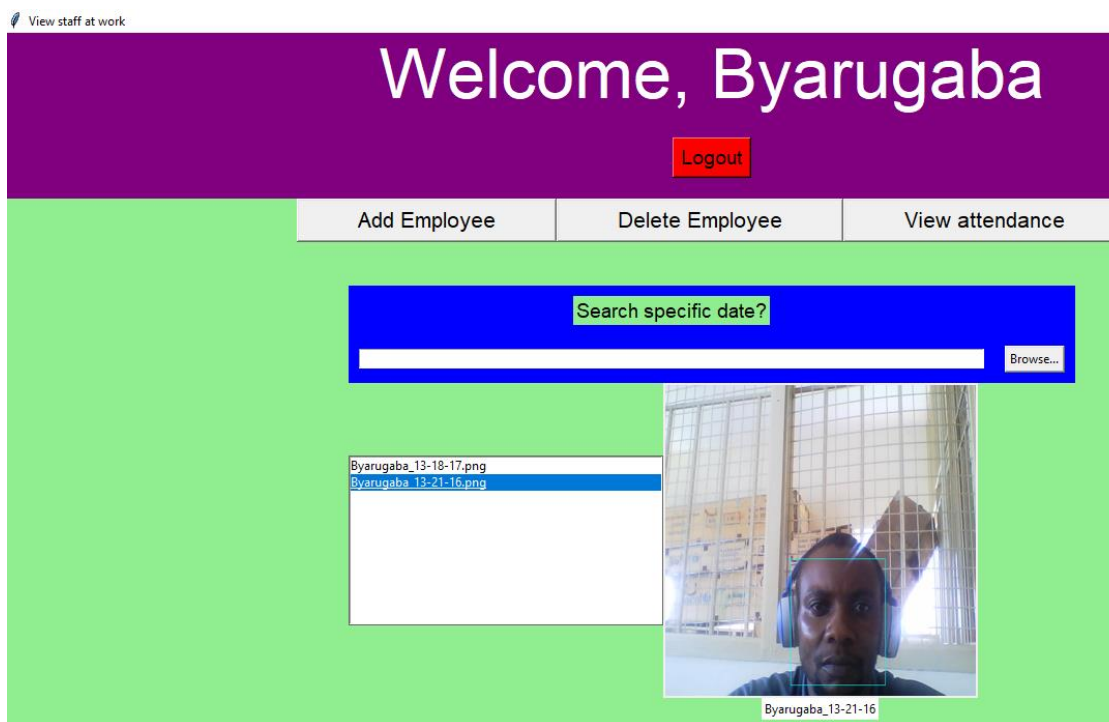 View staff at work
Welcome, Byarugaba
Logout
Add Employee
Delete Employee
View attendance
Search specific date?
Browse...
Byarugaba_13-18-17.png
Byarugaba_13-21-16.png
Byarugaba_13-21-16